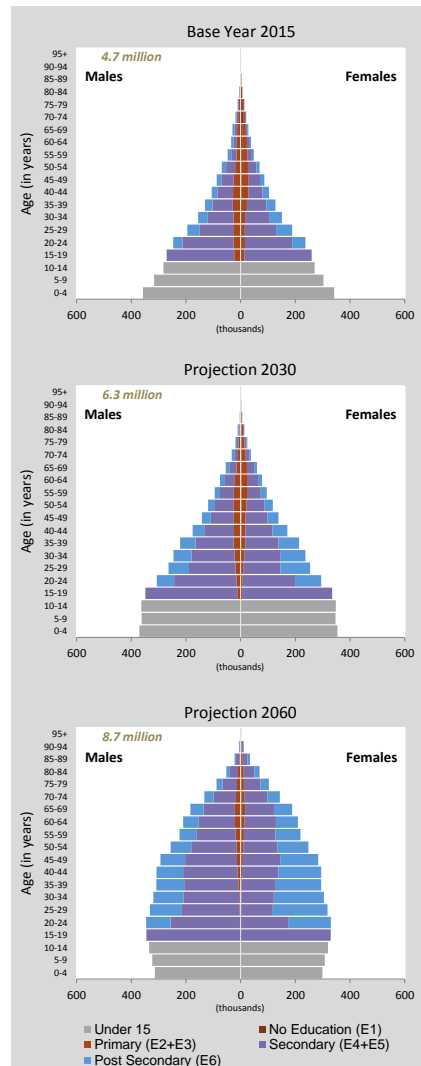 Base Year 2015
4.7 million
Males
Females
Age (in years)
95+
90-94
85-89
80-84
75-79
70-74
65-69
60-64
55-59
50-54
45-49
40-44
35-39
30-34
25-29
20-24
15-19
10-14
5-9
0-4
600 400 200 0 200 400 600
(thousands)
Projection 2030
6.3 million
Males
Females
Age (in years)
95+
90-94
85-89
80-84
75-79
70-74
65-69
60-64
55-59
50-54
45-49
40-44
35-39
30-34
25-29
20-24
15-19
10-14
5-9
0-4
600 400 200 0 200 400 600
(thousands)
Projection 2060
8.7 million
Males
Females
Age (in years)
95+
90-94
85-89
80-84
75-79
70-74
65-69
60-64
55-59
50-54
45-49
40-44
35-39
30-34
25-29
20-24
15-19
10-14
5-9
0-4
600 400 200 0 200 400 600
(thousands)
Under 15 No Education (E1)
Primary (E2+E3) Secondary (E4+E5)
Post Secondary (E6)